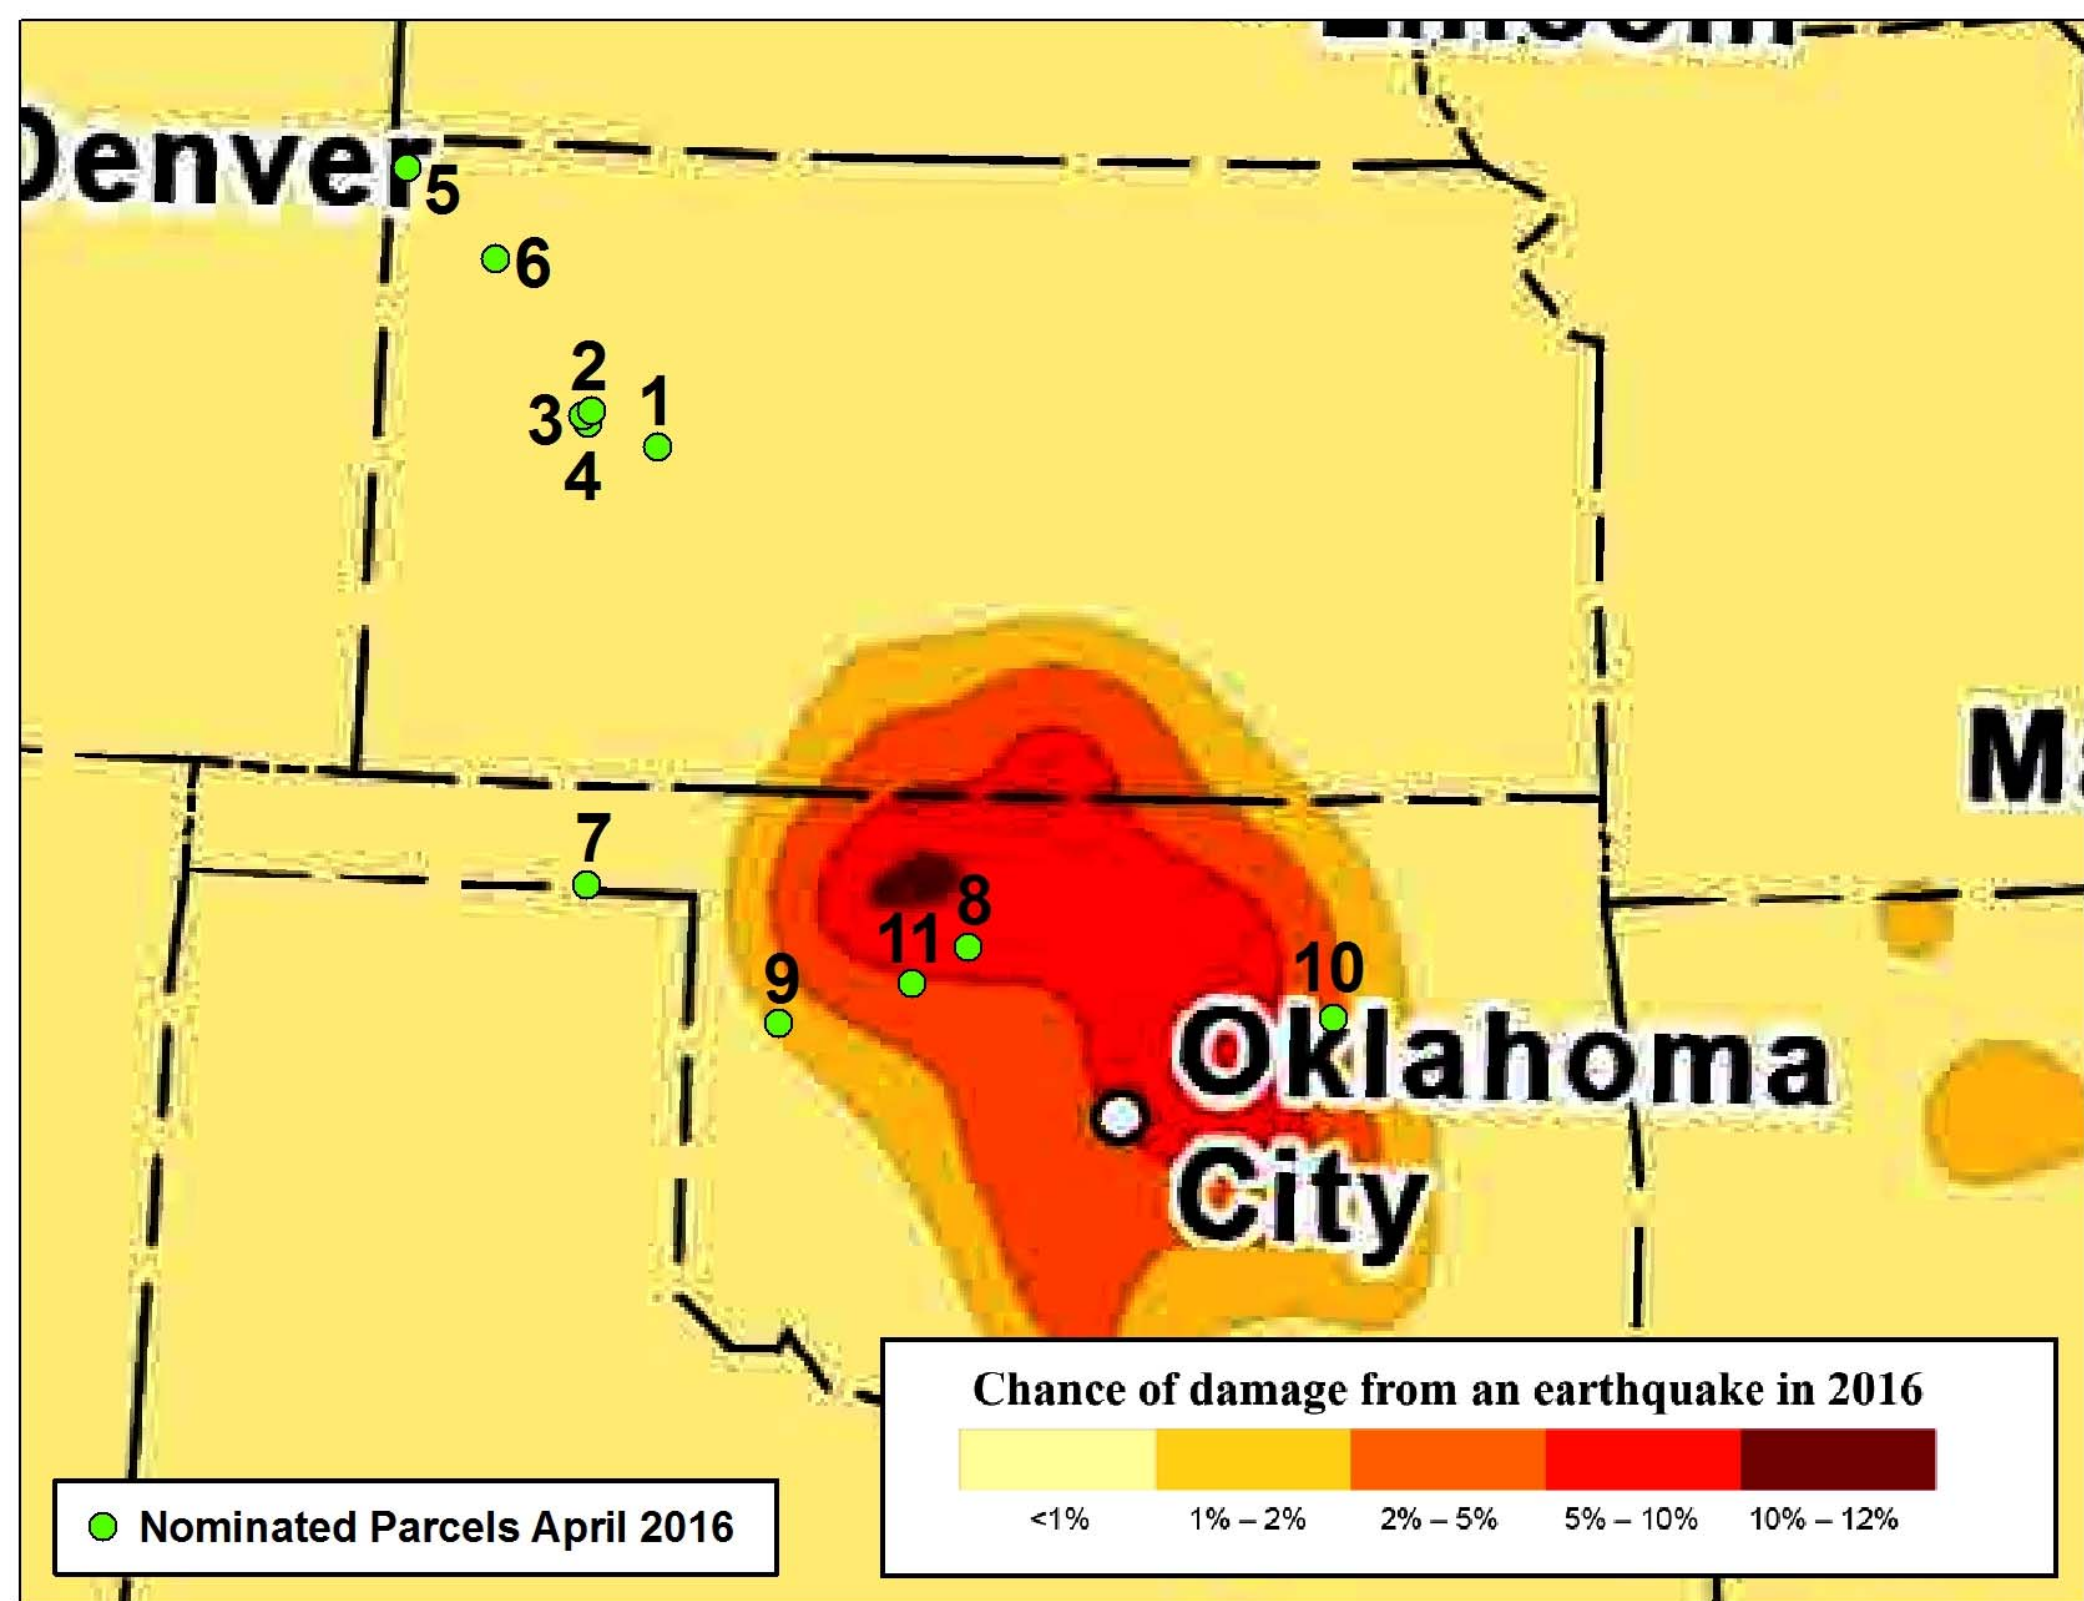 Denver
5
6
2
3
1
4
7
8
11
9
10
Oklahoma
City
Chance of damage from an earthquake in 2016
<1%
1% – 2%
2% – 5%
5% – 10%
10% – 12%
Nominated Parcels April 2016